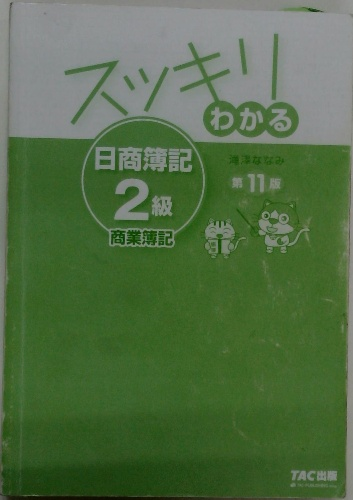 スッキリ
わかる
日商簿記
2級
商業簿記
滝澤ななみ
第11版
TAC出版